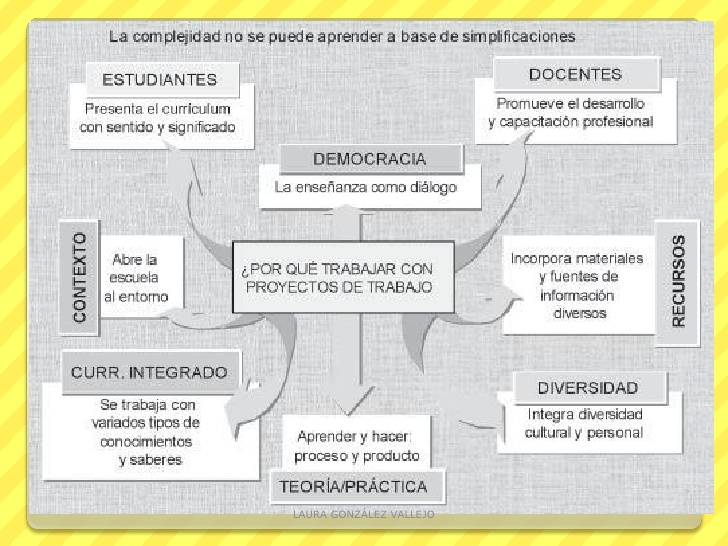 La complejidad no se puede aprender a base de simplificaciones
ESTUDIANTES
Presenta el currículum
con sentido y significado
DOCENTES
Promueve el desarrollo
y capacitación profesional
DEMOCRACIA
La enseñanza como diálogo
CONTEXTO
Abre la
escuela
al entorno
¿POR QUÉ TRABAJAR CON
PROYECTOS DE TRABAJO
Incorpora materiales
y fuentes de
información
diversos
RECURSOS
CURR. INTEGRADO
Se trabaja con
variados tipos de
conocimientos
y saberes
DIVERSIDAD
Integra diversidad
cultural y personal
Aprender y hacer:
proceso y producto
TEORÍA/PRÁCTICA
LAURA GONZÁLEZ VALLEJO